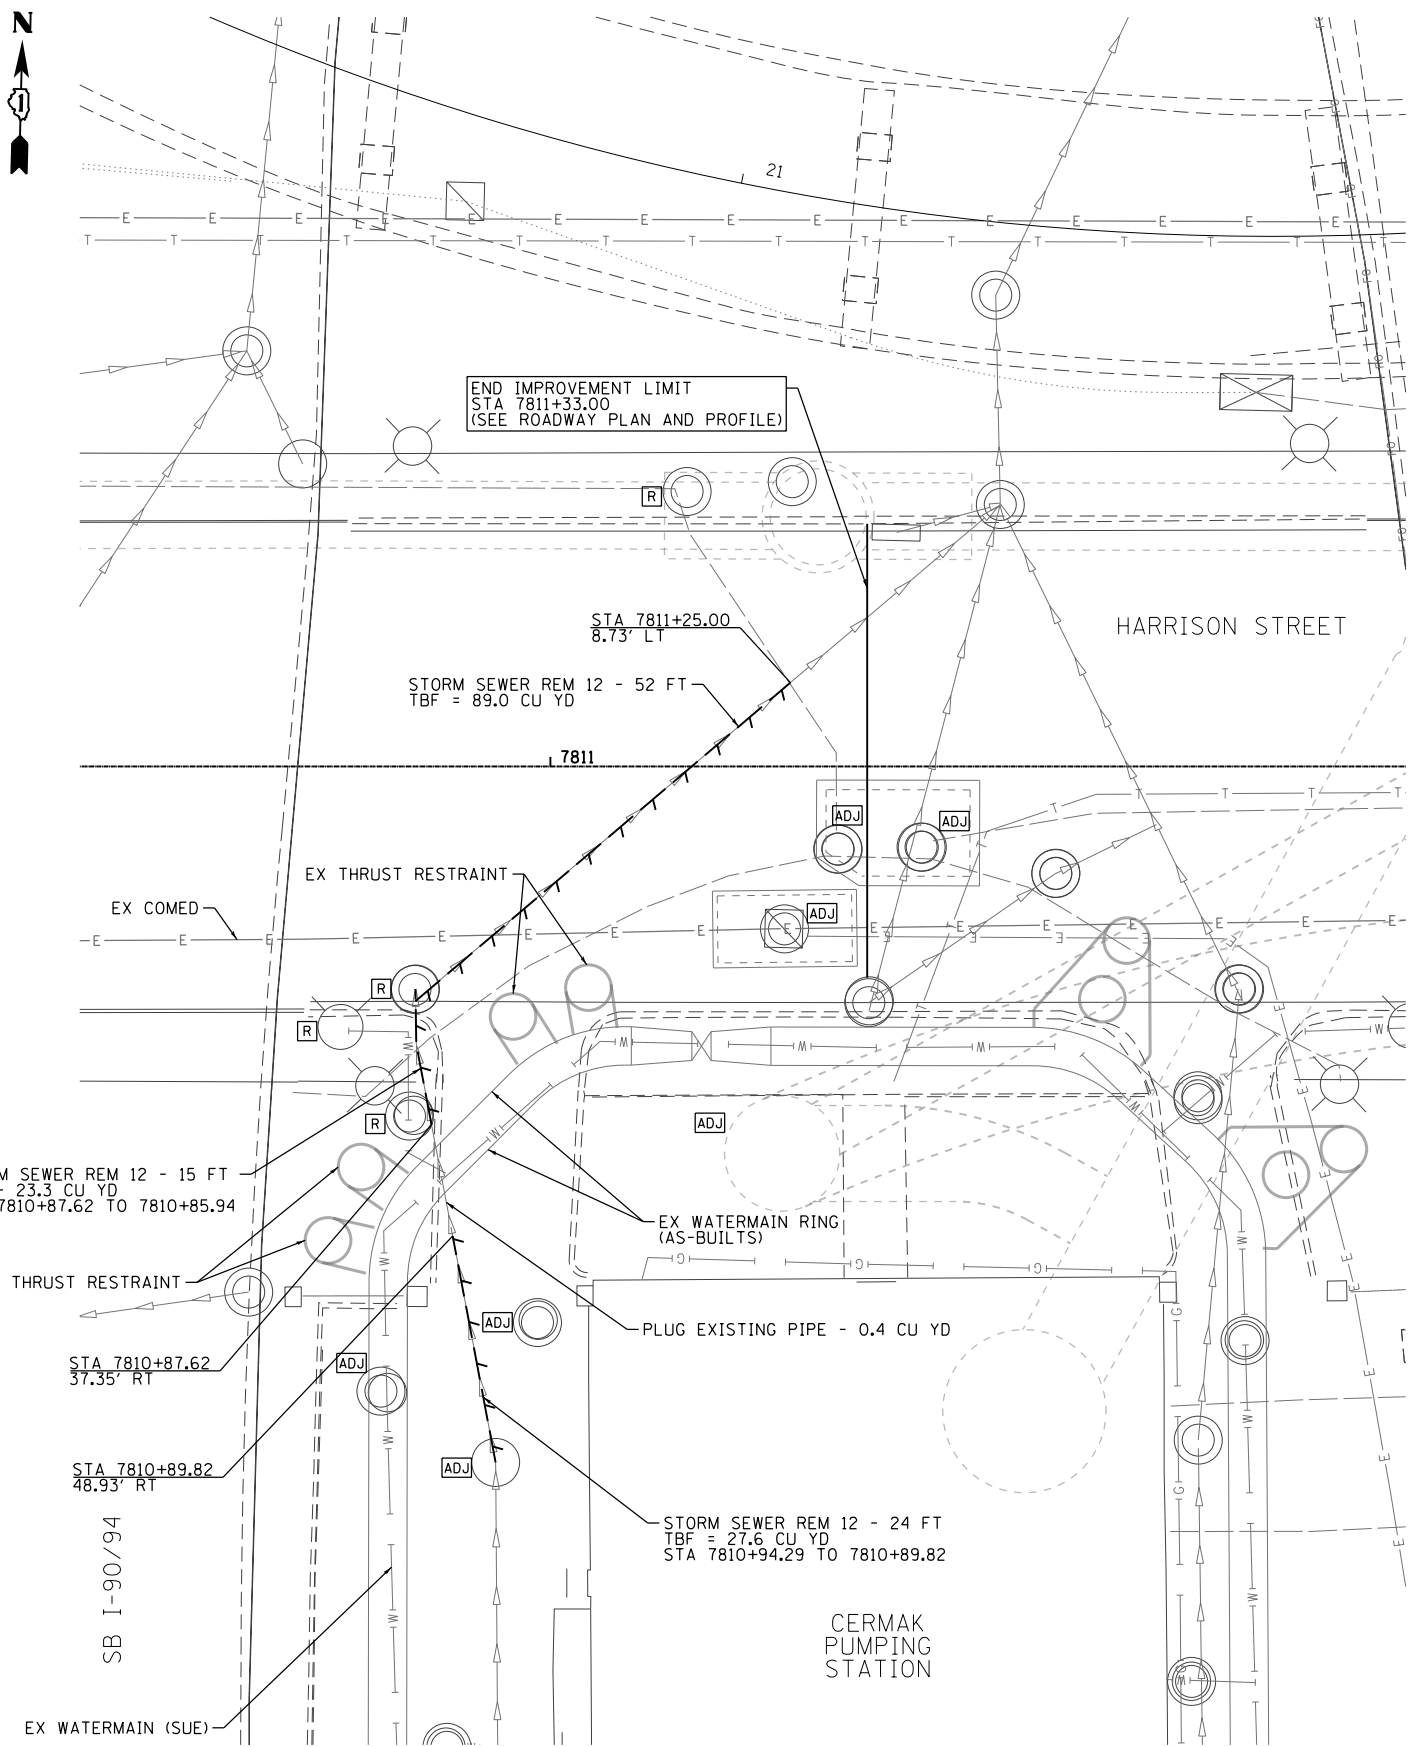 N
21
E E E E E E E E E E E E E E E
T T T T T T T T T T T T T T T
END IMPROVEMENT LIMIT
STA 7811+33.00
(SEE ROADWAY PLAN AND PROFILE)
R
STA 7811+25.00
8.73' LT
HARRISON STREET
STORM SEWER REM 12 - 52 FT
TBF = 89.0 CU YD
7811
ADJ
ADJ
EX THRUST RESTRAINT
EX COMED
ADJ
R
R
R
ADJ
M SEWER REM 12 - 15 FT
= 23.3 CU YD
7810+87.62 TO 7810+85.94
EX WATERMAIN RING
(AS-BUILTS)
THRUST RESTRAINT
PLUG EXISTING PIPE - 0.4 CU YD
ADJ
STA 7810+87.62
37.35' RT
ADJ
STA 7810+89.82
48.93' RT
ADJ
STORM SEWER REM 12 - 24 FT
TBF = 27.6 CU YD
STA 7810+94.29 TO 7810+89.82
SB I-90/94
CERMAK
PUMPING
STATION
EX WATERMAIN (SUE)